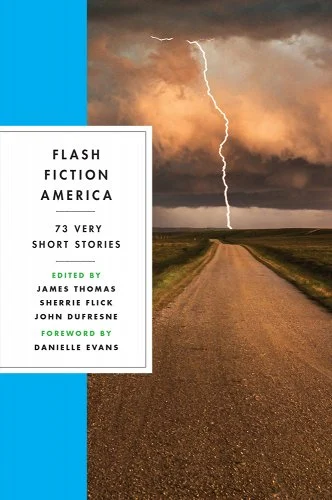 FLASH
FICTION
AMERICA
73 VERY
SHORT STORIES
EDITED BY
JAMES THOMAS
SHERRIE FLICK
JOHN DUFRESNE
FOREWORD BY
DANIELLE EVANS